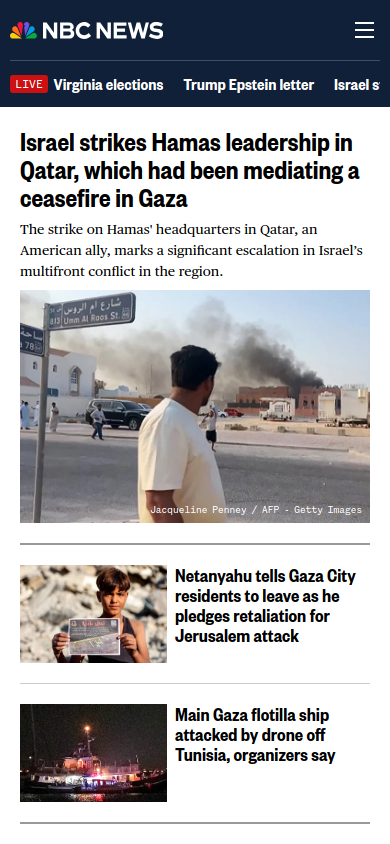 NBC NEWS
LIVE
Virginia elections
Trump Epstein letter
Israel s
Israel strikes Hamas leadership in
Qatar, which had been mediating a
ceasefire in Gaza
The strike on Hamas' headquarters in Qatar, an
American ally, marks a significant escalation in Israel’s
multifront conflict in the region.
شارع ام الروس
813 Umm Al Roos St.
Jacqueline Penney / AFP - Getty Images
Netanyahu tells Gaza City
residents to leave as he
pledges retaliation for
Jerusalem attack
Main Gaza flotilla ship
attacked by drone off
Tunisia, organizers say